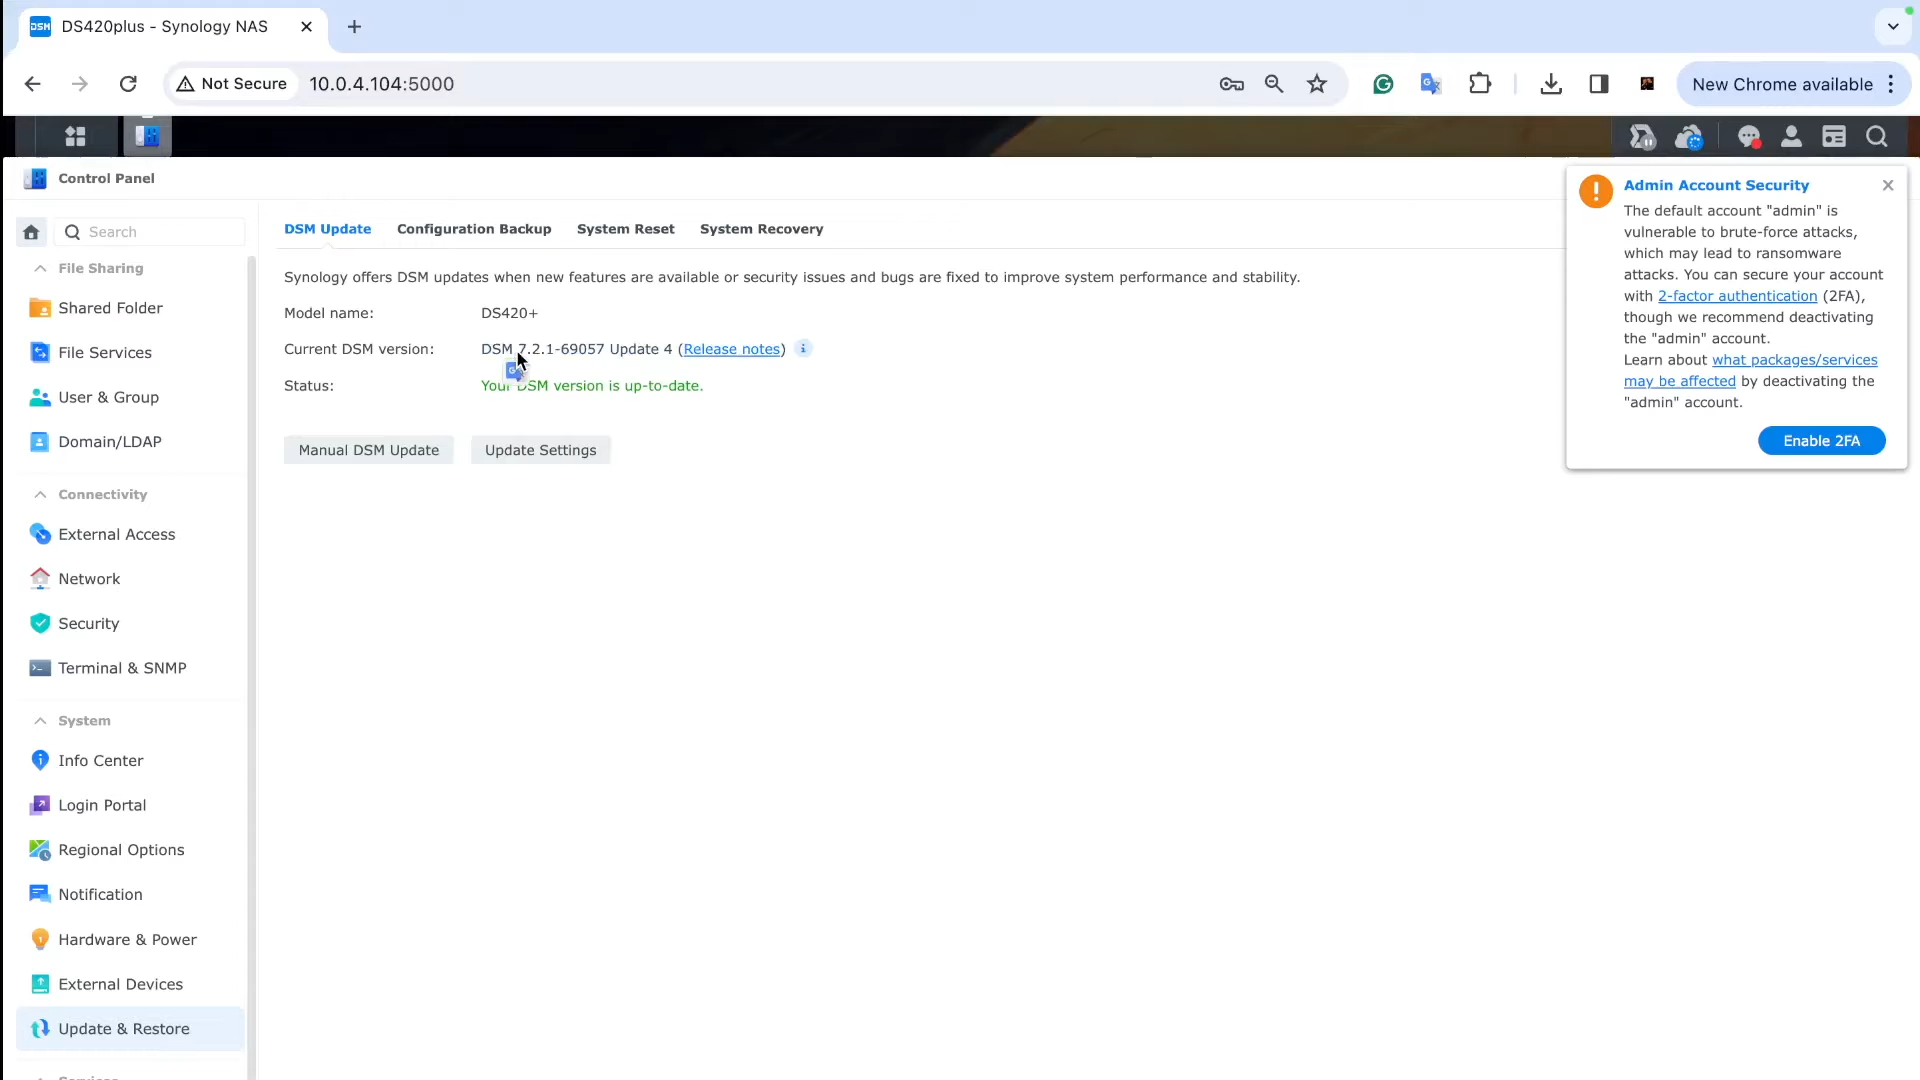 DSM
DS420plus - Synology NAS
Not Secure
10.0.4.104:5000
New Chrome available
Control Panel
Search
File Sharing
Shared Folder
File Services
User & Group
Domain/LDAP
Connectivity
External Access
Network
Security
Terminal & SNMP
System
Info Center
Login Portal
Regional Options
Notification
Hardware & Power
External Devices
Update & Restore
DSM Update Configuration Backup System Reset System Recovery
Synology offers DSM updates when new features are available or security issues and bugs are fixed to improve system performance and stability.
Model name: DS420+
Current DSM version: DSM 7.2.1-69057 Update 4 (Release notes)
Status: Your DSM version is up-to-date.
Manual DSM Update Update Settings
Admin Account Security
The default account "admin" is
vulnerable to brute-force attacks,
which may lead to ransomware
attacks. You can secure your account
with 2-factor authentication (2FA),
though we recommend deactivating
the "admin" account.
Learn about what packages/services
may be affected by deactivating the
"admin" account.
Enable 2FA